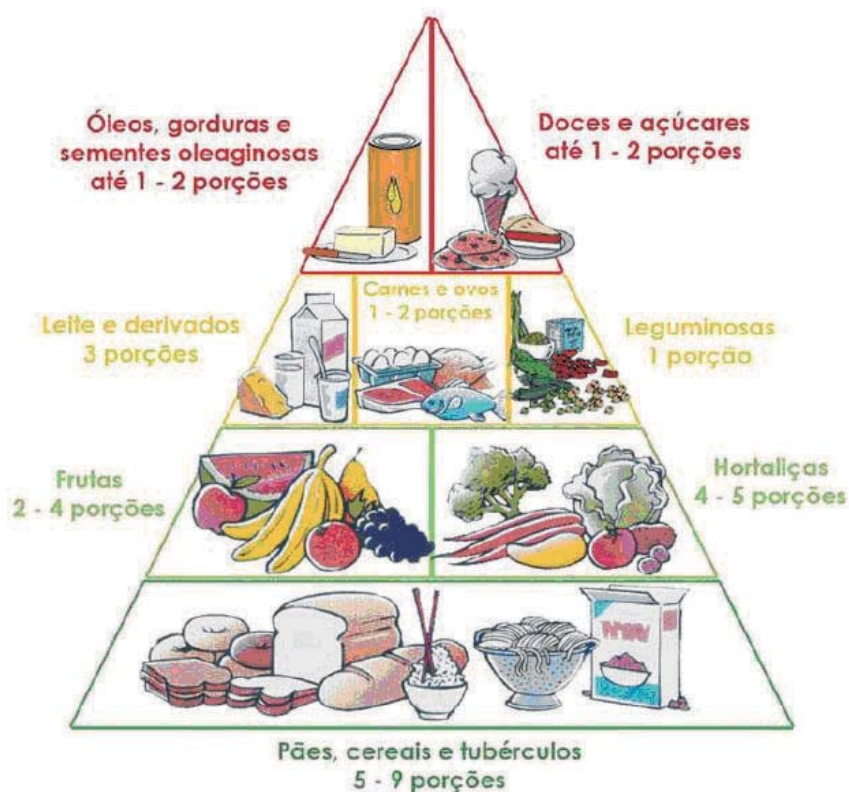 Óleos, gorduras e
sementes oleaginosas
até 1 - 2 porções
Doces e açúcares
até 1 - 2 porções
Leite e derivados
3 porções
Carnes e ovos
1 - 2 porções
Leguminosas
1 porção
Frutas
2 - 4 porções
Hortaliças
4 - 5 porções
Pães, cereais e tubérculos
5 - 9 porções